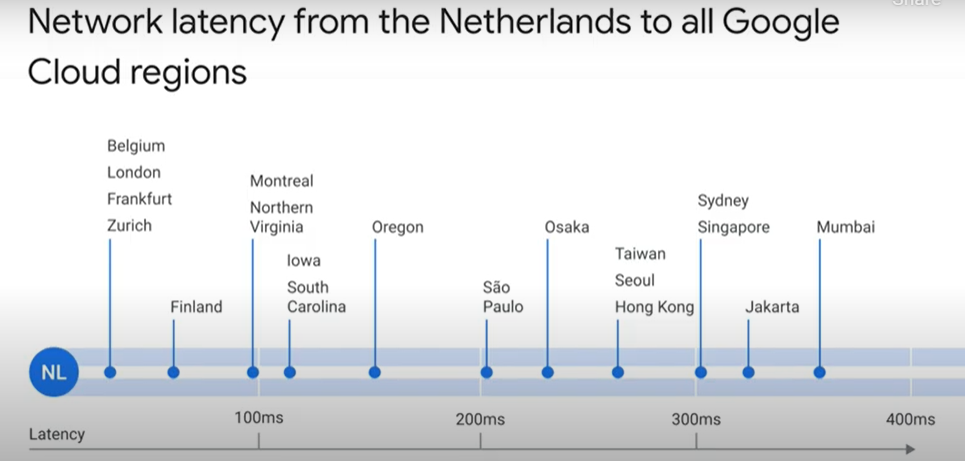 Share
Network latency from the Netherlands to all Google
Cloud regions
Belgium
London
Frankfurt
Zurich
Finland
Montreal
Northern
Virginia
Iowa
South
Carolina
Oregon
São
Paulo
Osaka
Taiwan
Seoul
Hong Kong
Sydney
Singapore
Jakarta
Mumbai
NL
100ms
200ms
300ms
400ms
Latency